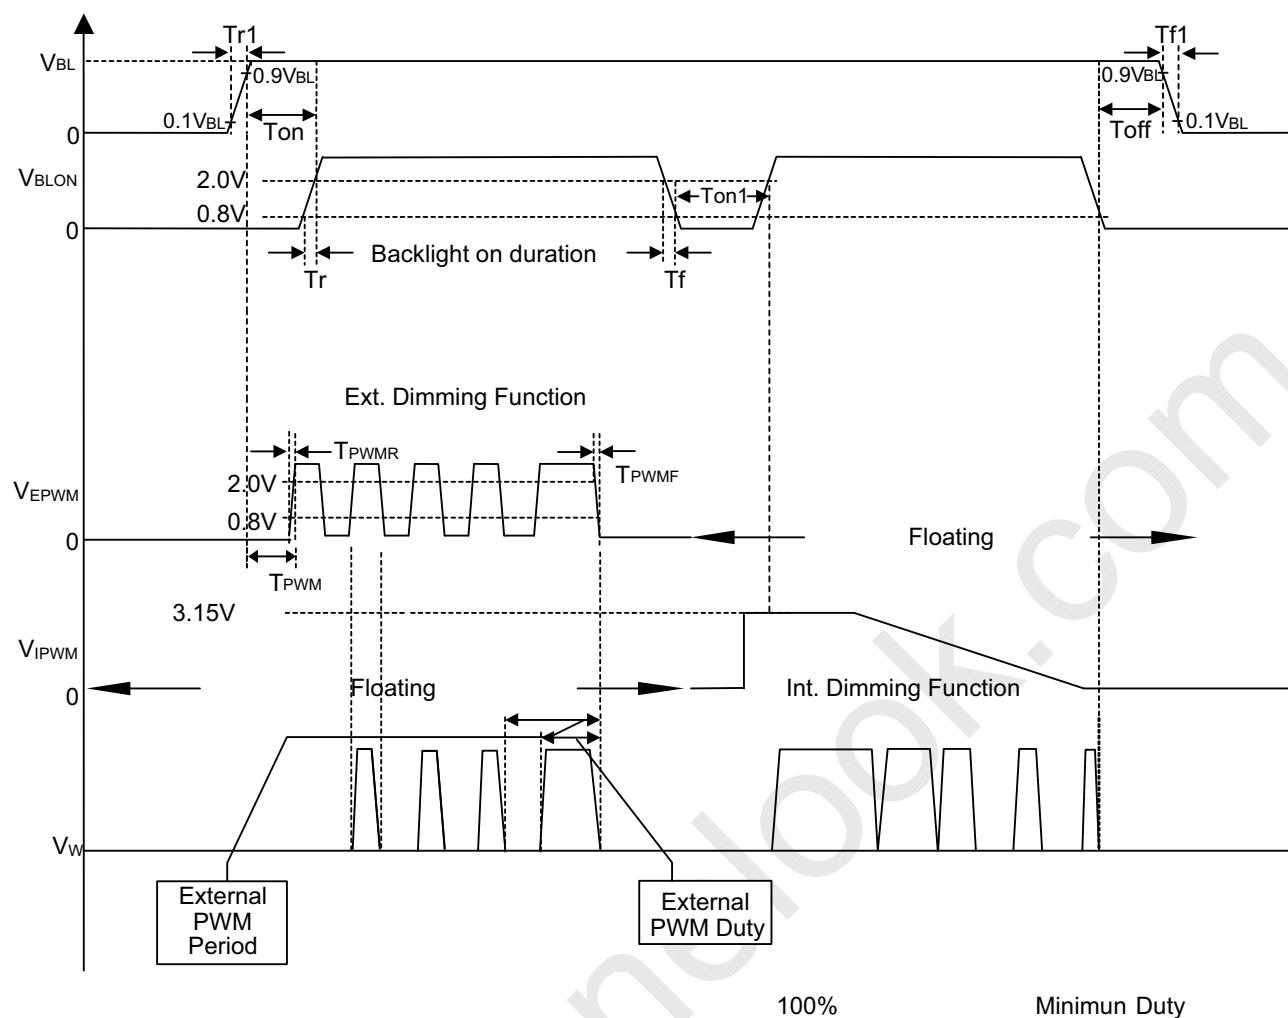 Tr1
Tf1
VBL
0.9VBL
0.9VBL
0.1VBL
Ton
Toff
0.1VBL
0
VBLON
2.0V
Ton1
0.8V
0
Backlight on duration
Tr
Tf
Ext. Dimming Function
TPWMR
TPWMF
2.0V
VEPWM
0.8V
0
Floating
TPWM
3.15V
VIPWM
0
Floating
Int. Dimming Function
VW
External
PWM
Period
External
PWM Duty
100%
Minimun Duty
nelook.com